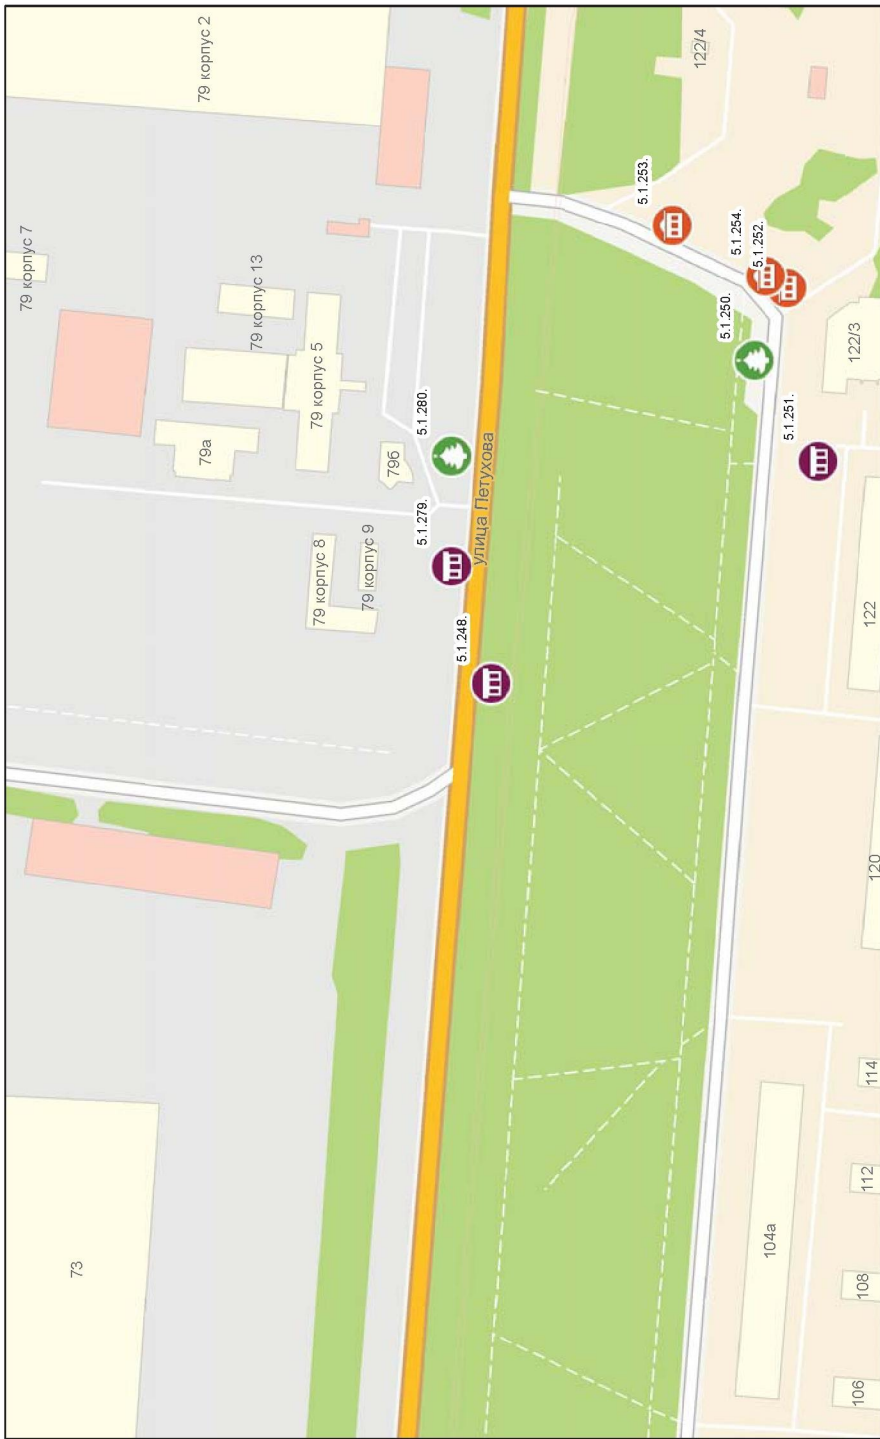 79 корпус 2
122/4
5.1.253.
79 корпус 7
5.1.254.
5.1.252.
79 корпус 13
5.1.250.
122/3
79 корпус 5
5.1.280.
5.1.251.
79а
79б
улица Петухова
5.1.279.
79 корпус 8
79 корпус 9
5.1.248.
122
120
114
112
73
104а
108
106